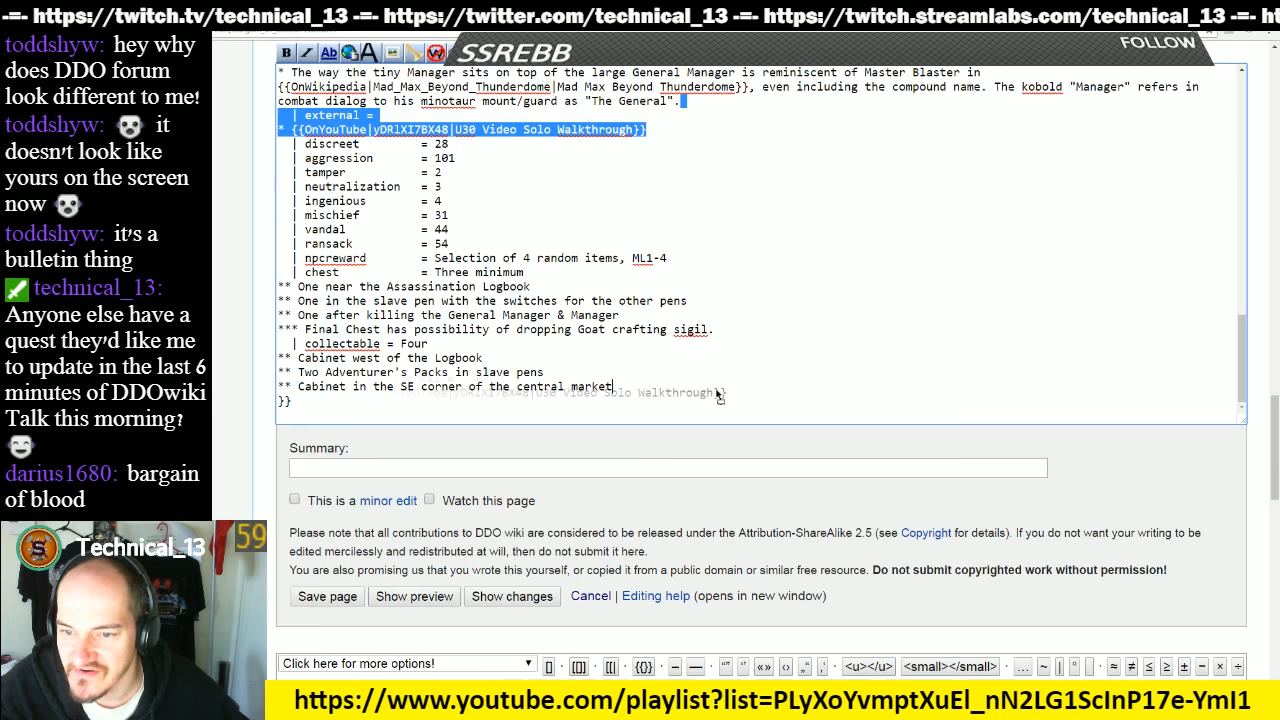 -=- https://twitch.tv/technical_13 -=- https://twitter.com/technical_13 -=- https://twitch.streamlabs.com/technical_13 -=- h
toddshyw: hey why
does DDO forum
look different to me!
toddshyw: it
doesn't look like
yours on the screen
now
toddshyw: it's a
bulletin thing
technical_13:
Anyone else have a
quest they'd like me
to update in the last 6
minutes of DDOwiki
Talk this morning?
darius1680: bargain
of blood
Technical_13
59
SSREBB
FOLLOW
* The way the tiny Manager sits on top of the large General Manager is reminiscent of Master Blaster in
{{OnWikipedia|Mad_Max_Beyond_Thunderdome|Mad Max Beyond Thunderdome}}, even including the compound name. The kobold "Manager" refers in
combat dialog to his minotaur mount/guard as "The General".
| external =
* {{OnYouTube|yDRlXI7BX48|U30 Video Solo Walkthrough}}
| discreet = 28
| aggression = 101
| tamper = 2
| neutralization = 3
| ingenious = 4
| mischief = 31
| vandal = 44
| ransack = 54
| npcreward = Selection of 4 random items, ML1-4
| chest = Three minimum
** One near the Assassination Logbook
** One in the slave pen with the switches for the other pens
** One after killing the General Manager & Manager
*** Final Chest has possibility of dropping Goat crafting sigil.
| collectable = Four
** Cabinet west of the Logbook
** Two Adventurer's Packs in slave pens
** Cabinet in the SE corner of the central market
}}
Summary:
This is a minor edit Watch this page
Please note that all contributions to DDO wiki are considered to be released under the Attribution-ShareAlike 2.5 (see Copyright for details). If you do not want your writing to be
edited mercilessly and redistributed at will, then do not submit it here.
You are also promising us that you wrote this yourself, or copied it from a public domain or similar free resource. Do not submit copyrighted work without permission!
Save page Show preview Show changes Cancel | Editing help (opens in new window)
Click here for more options! [] · [[]] · [[| · {{}} · – — · "" '' «» ‹› „" ‚' · <u></u> · <small></small> · … ~ | ° · ≈ ≠ ≤ ≥ ± − × ÷
https://www.youtube.com/playlist?list=PLyXoYvmptXuEl_nN2LG1ScInP17e-YmI1